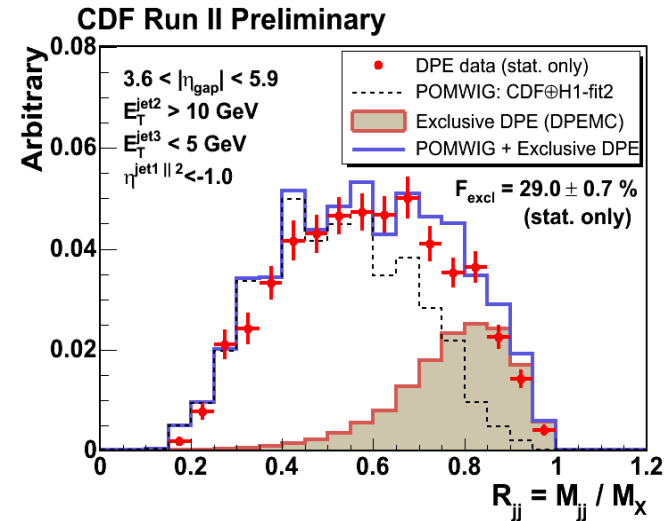 CDF Run II Preliminary
Arbitrary
0.08
0.06
0.04
0.02
0
3.6 < |η_gap| < 5.9
E_T^jet2 > 10 GeV
E_T^jet3 < 5 GeV
η^jet1 || 2 <-1.0
DPE data (stat. only)
POMWIG: CDF⊕H1-fit2
Exclusive DPE (DPEMC)
POMWIG + Exclusive DPE
F_excl = 29.0 ± 0.7 %
(stat. only)
0 0.2 0.4 0.6 0.8 1 1.2
R_jj = M_jj / M_X